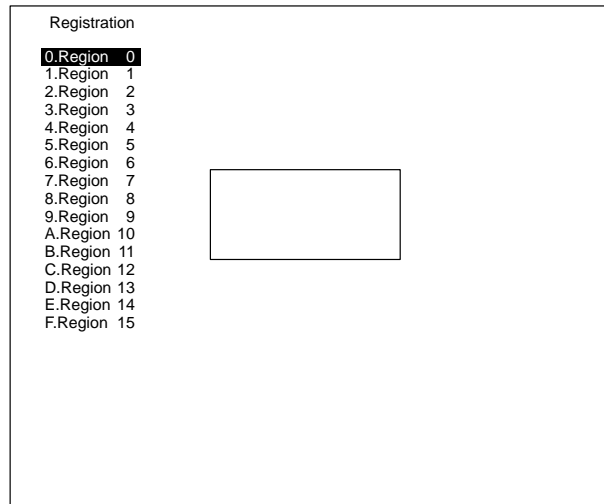 Registration
0.Region 0
1.Region 1
2.Region 2
3.Region 3
4.Region 4
5.Region 5
6.Region 6
7.Region 7
8.Region 8
9.Region 9
A.Region 10
B.Region 11
C.Region 12
D.Region 13
E.Region 14
F.Region 15